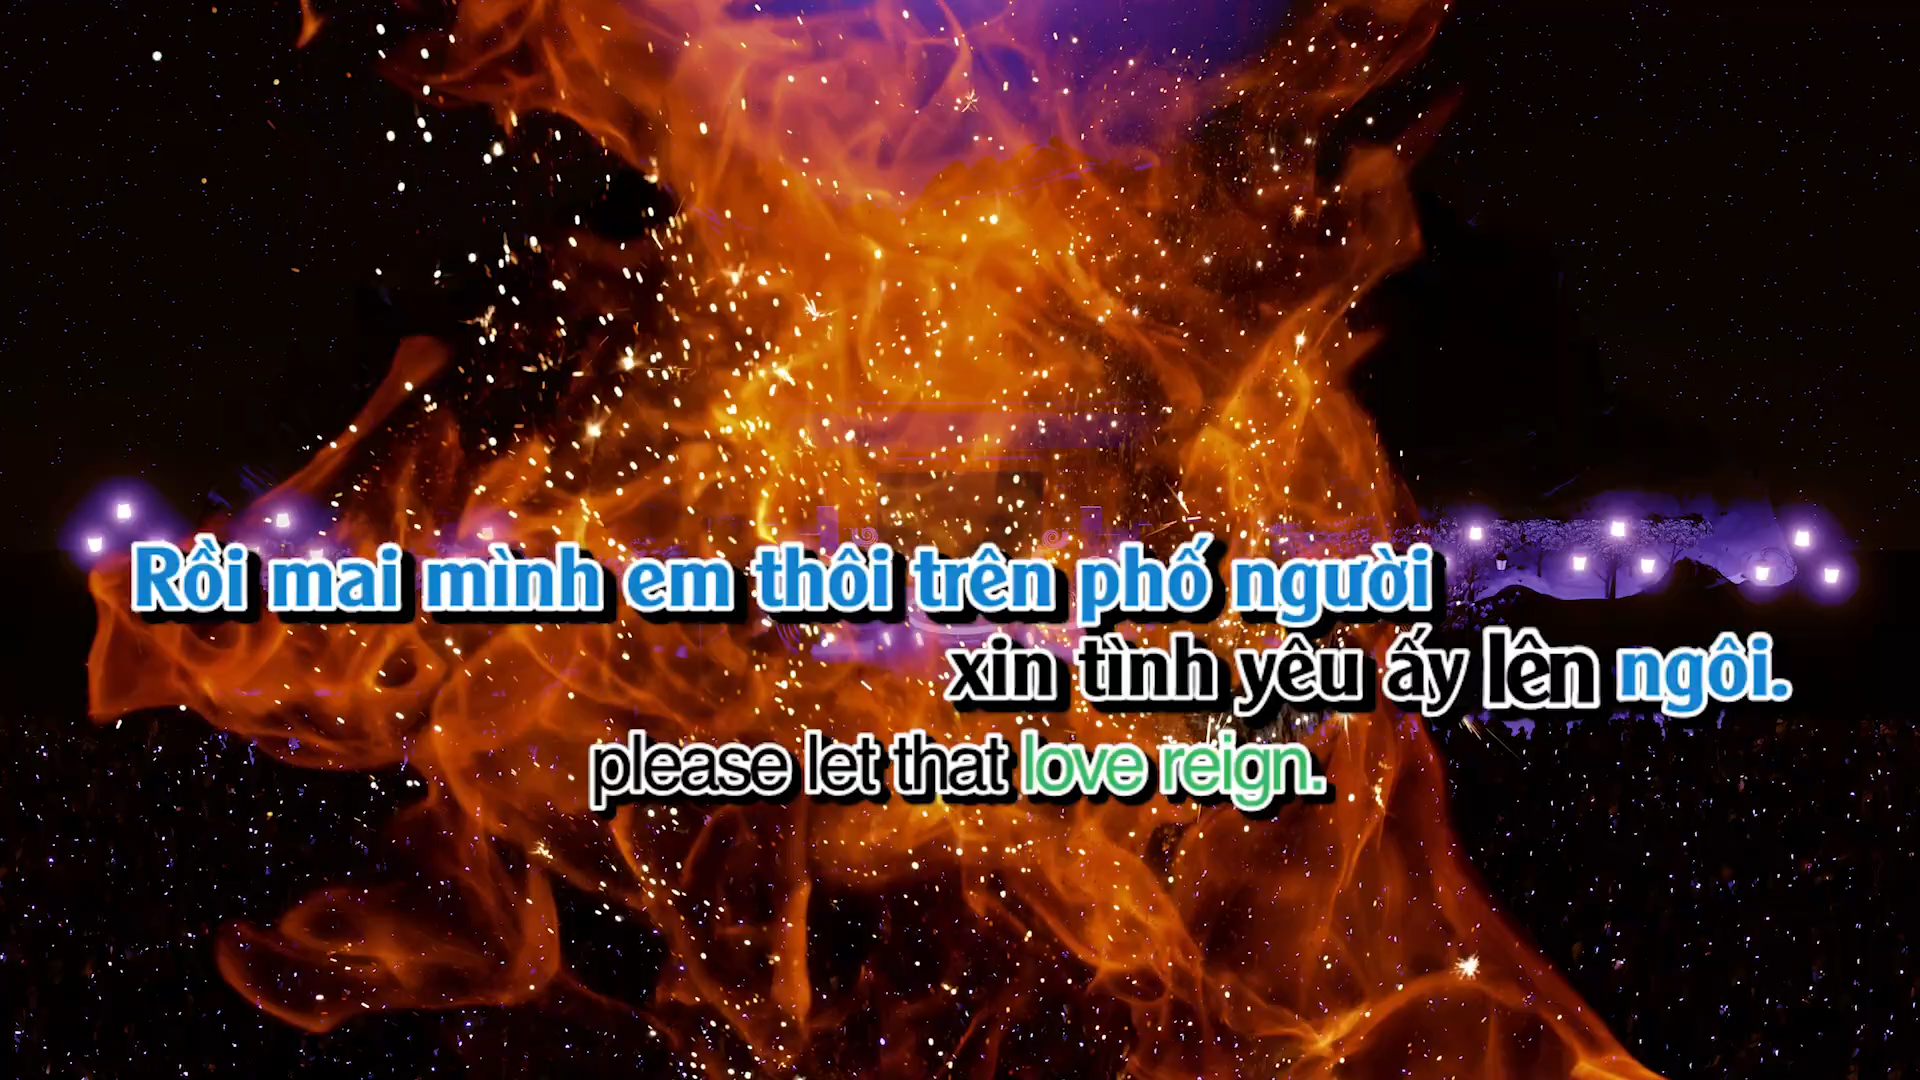 Rồi mai mình em thôi trên phố người
xin tình yêu ấy lên ngôi.
please let that love reign.